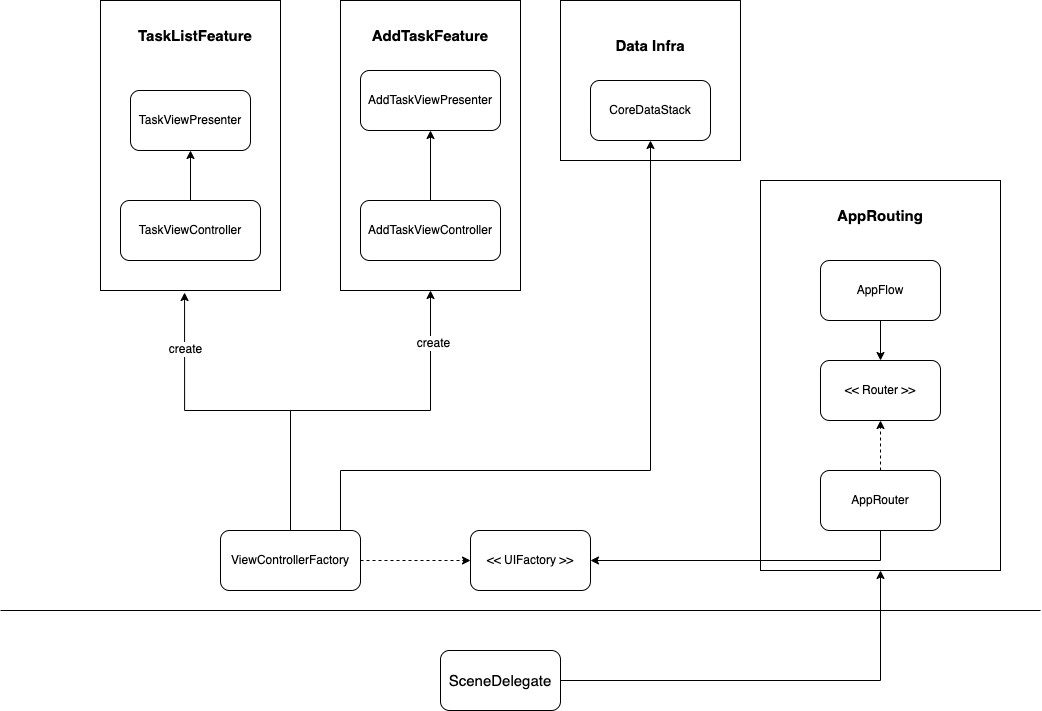 TaskListFeature
TaskViewPresenter
TaskViewController
AddTaskFeature
AddTaskViewPresenter
AddTaskViewController
Data Infra
CoreDataStack
AppRouting
AppFlow
<< Router >>
AppRouter
create
create
ViewControllerFactory
<< UIFactory >>
SceneDelegate